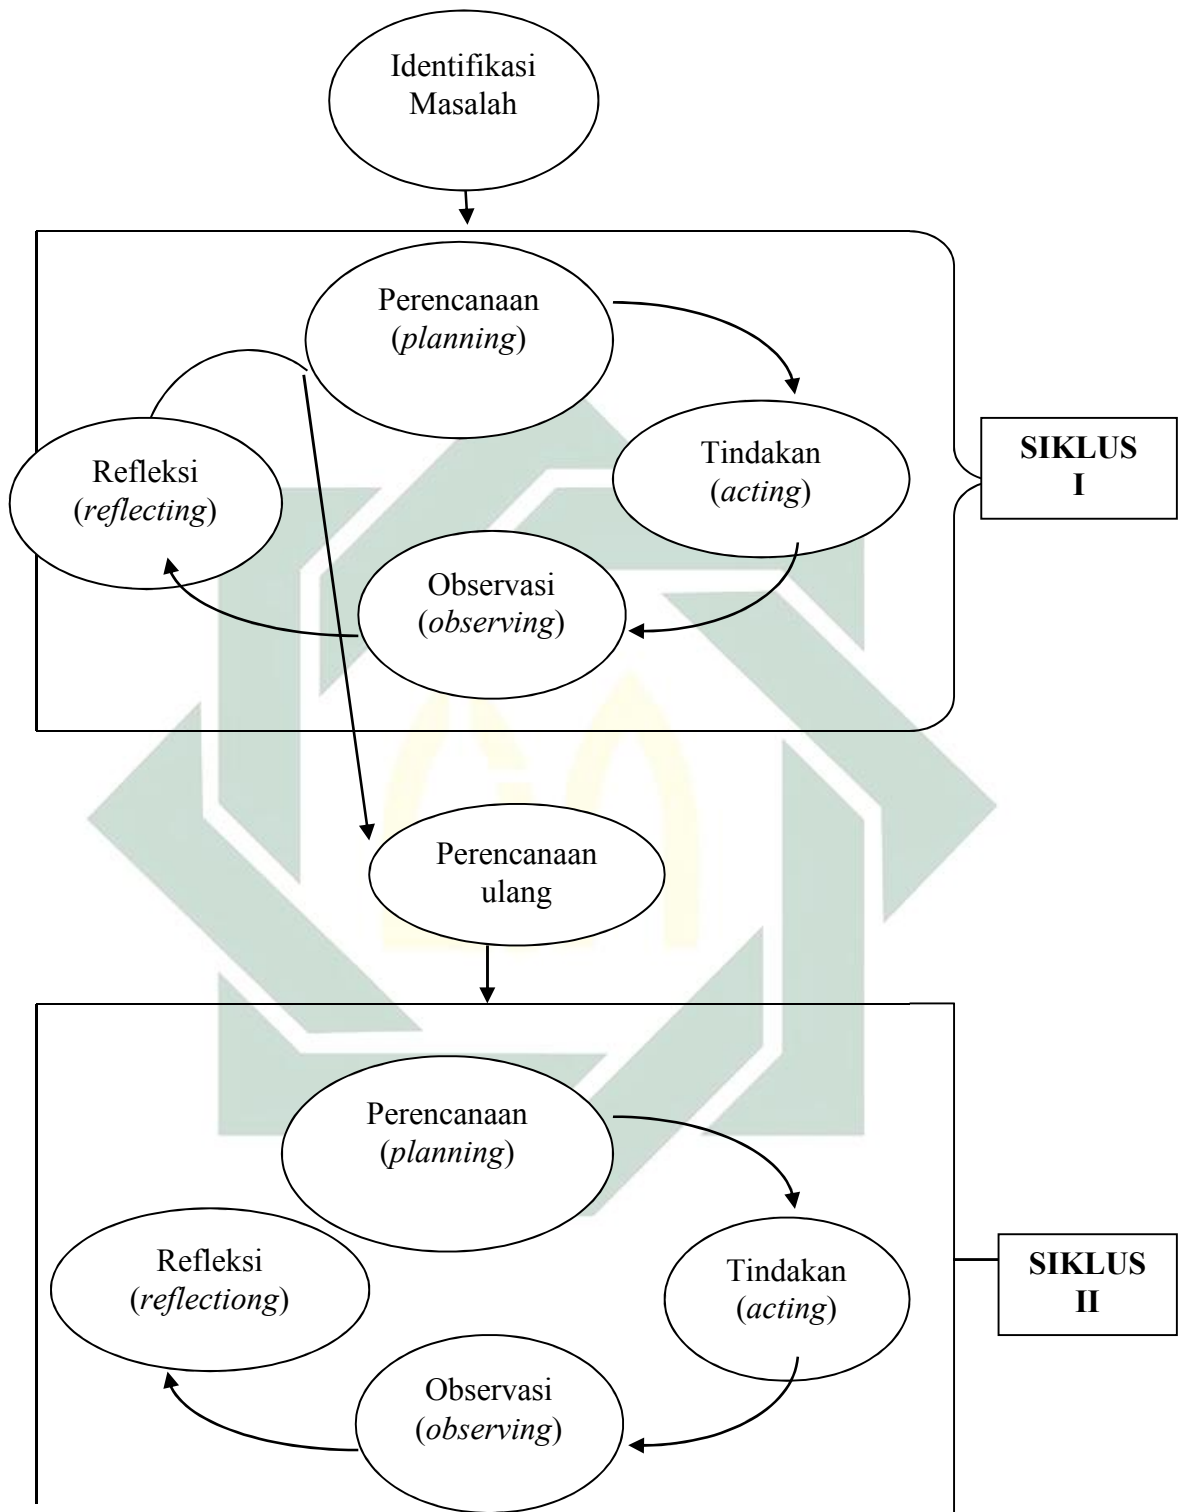 Identifikasi
Masalah
Perencanaan
(planning)
Tindakan
(acting)
SIKLUS
I
Refleksi
(reflecting)
Observasi
(observing)
Perencanaan
ulang
Perencanaan
(planning)
Tindakan
(acting)
SIKLUS
II
Refleksi
(reflectiong)
Observasi
(observing)